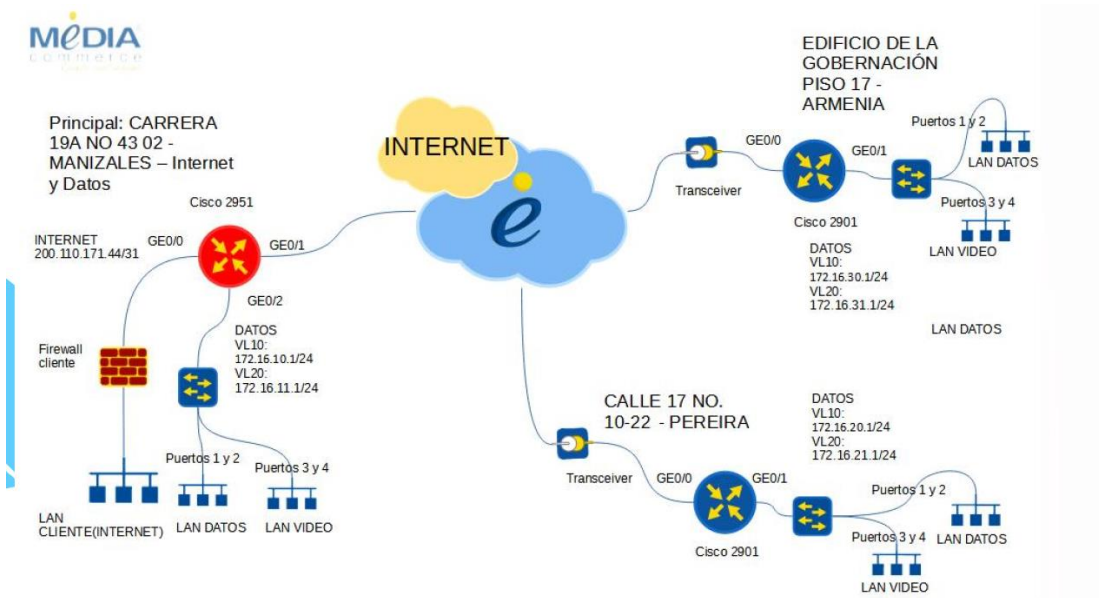 MeDIA
commerce
Principal: CARRERA
19A NO 43 02 -
MANIZALES – Internet
y Datos
Cisco 2951
INTERNET
200.110.171.44/31
GE0/0
GE0/1
GE0/2
Firewall
cliente
DATOS
VL10:
172.16.10.1/24
VL20:
172.16.11.1/24
Puertos 1 y 2
Puertos 3 y 4
LAN
CLIENTE(INTERNET)
LAN DATOS
LAN VIDEO
INTERNET
e
EDIFICIO DE LA
GOBERNACIÓN
PISO 17 -
ARMENIA
Transceiver
GE0/0
GE0/1
Cisco 2901
Puertos 1 y 2
LAN DATOS
Puertos 3 y 4
LAN VIDEO
DATOS
VL10:
172.16.30.1/24
VL20:
172.16.31.1/24
LAN DATOS
CALLE 17 NO.
10-22 - PEREIRA
Transceiver
GE0/0
GE0/1
Cisco 2901
DATOS
VL10:
172.16.20.1/24
VL20:
172.16.21.1/24
Puertos 1 y 2
LAN DATOS
Puertos 3 y 4
LAN VIDEO